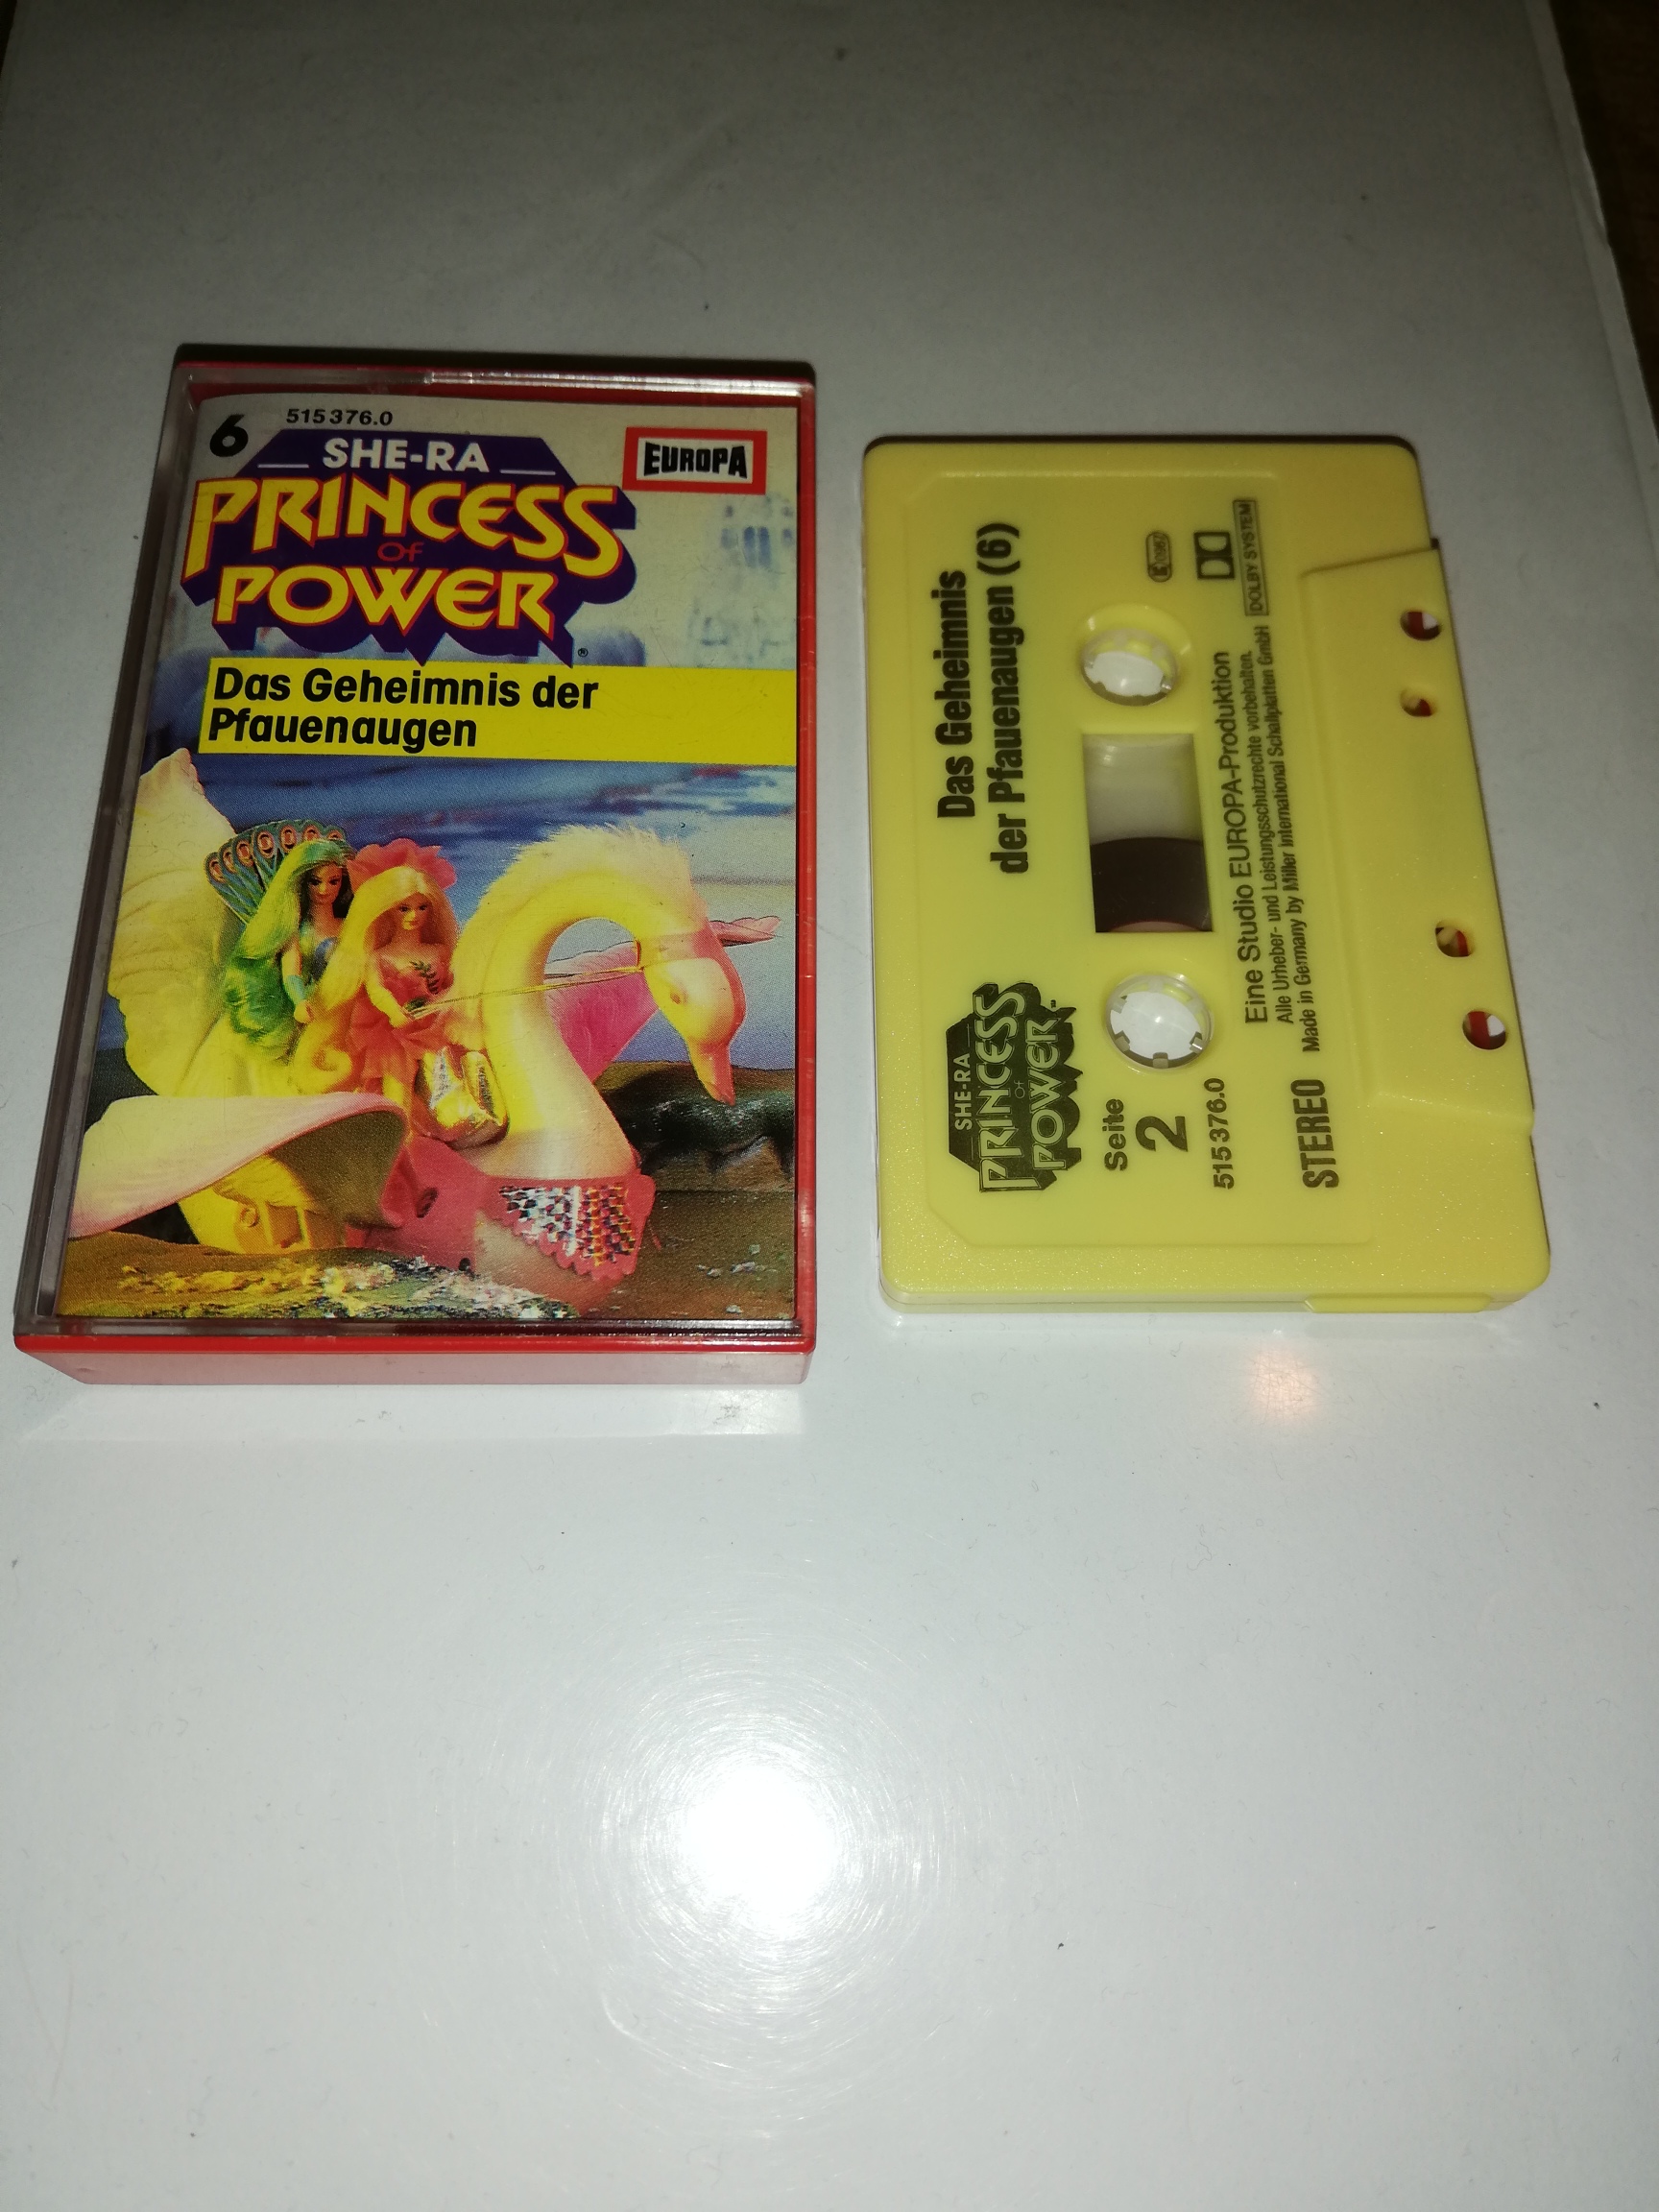 6
515 376.0
SHE-RA
PRINCESS
OF
POWER
®
EUROPA
Das Geheimnis der
Pfauenaugen
SHE-RA
PRINCESS
OF
POWER
Das Geheimnis
der Pfauenaugen (6)
Seite
2
515 376.0
STEREO
Eine Studio EUROPA-Produktion
Alle Urheber- und Leistungsschutzrechte vorbehalten.
Made in Germany by Miller International Schallplatten GmbH
DOLBY SYSTEM